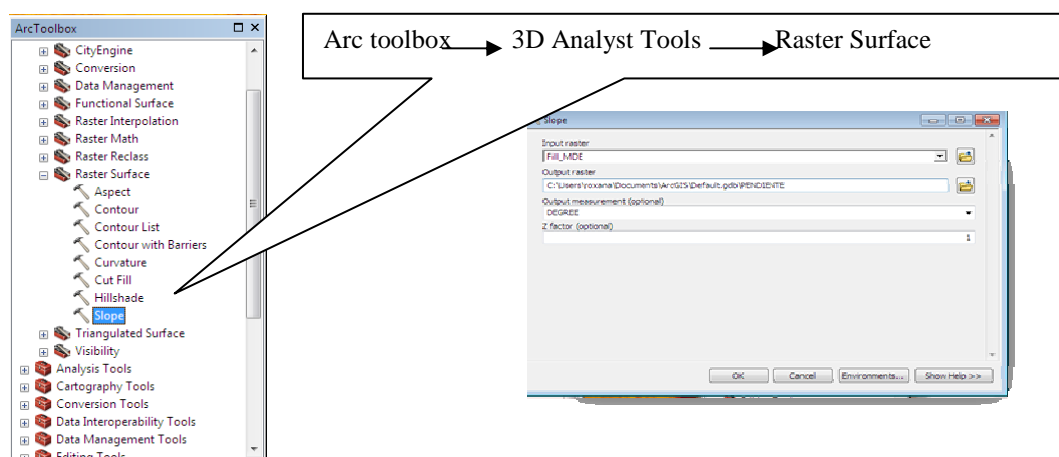 ArcToolbox
CityEngine
Conversion
Data Management
Functional Surface
Raster Interpolation
Raster Math
Raster Reclass
Raster Surface
Aspect
Contour
Contour List
Contour with Barriers
Curvature
Cut Fill
Hillshade
Slope
Triangulated Surface
Visibility
Analysis Tools
Cartography Tools
Conversion Tools
Data Interoperability Tools
Data Management Tools
Editing Tools
Arc toolbox 3D Analyst Tools Raster Surface
Slope
Input raster
Fill_MDE
Output raster
C:\Users\roxana\Documents\ArcGIS\Default.gdb\PENDIENTE
Output measurement (optional)
DEGREE
Z factor (optional)
1
OK Cancel Environments... Show Help >>